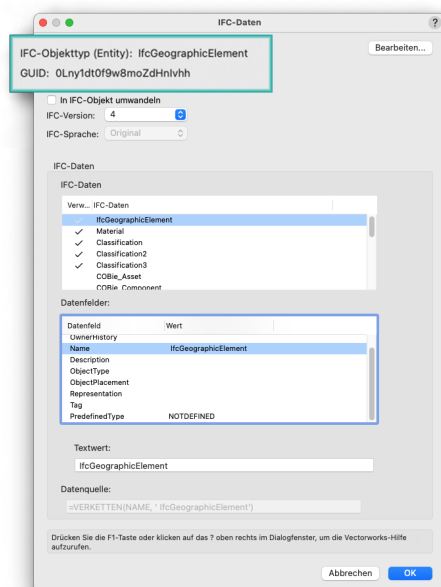 IFC-Daten
?
IFC-Objekttyp (Entity): IfcGeographicElement
Bearbeiten...
GUID: 0Lny1dt0f9w8moZdHnIvhh
In IFC-Objekt umwandeln
IFC-Version: 4
IFC-Sprache: Original
IFC-Daten
IFC-Daten
Verw... IFC-Daten
IfcGeographicElement
Material
Classification
Classification2
Classification3
COBie_Asset
COBie_Component
Datenfelder:
Datenfeld Wert
OwnerHistory
Name IfcGeographicElement
Description
ObjectType
ObjectPlacement
Representation
Tag
PredefinedType NOTDEFINED
Textwert:
IfcGeographicElement
Datenquelle:
=VERKETTEN(NAME, ' IfcGeographicElement')
Drücken Sie die F1-Taste oder klicken auf das ? oben rechts im Dialogfenster, um die Vectorworks-Hilfe
aufzurufen.
Abbrechen OK